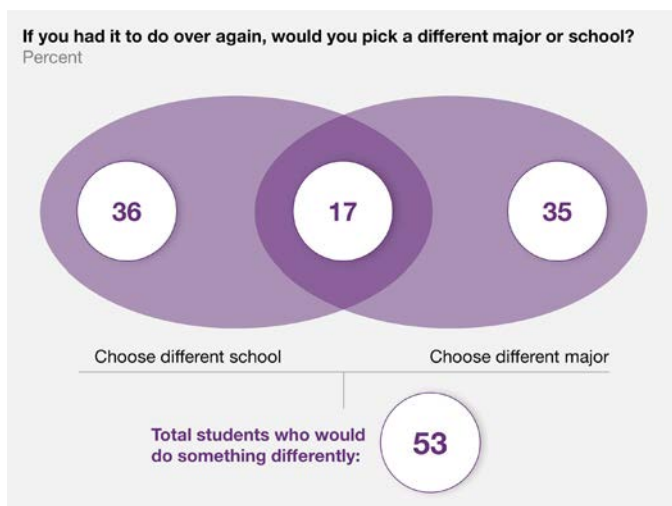 If you had it to do over again, would you pick a different major or school?
Percent
36
17
35
Choose different school
Choose different major
Total students who would
do something differently:
53